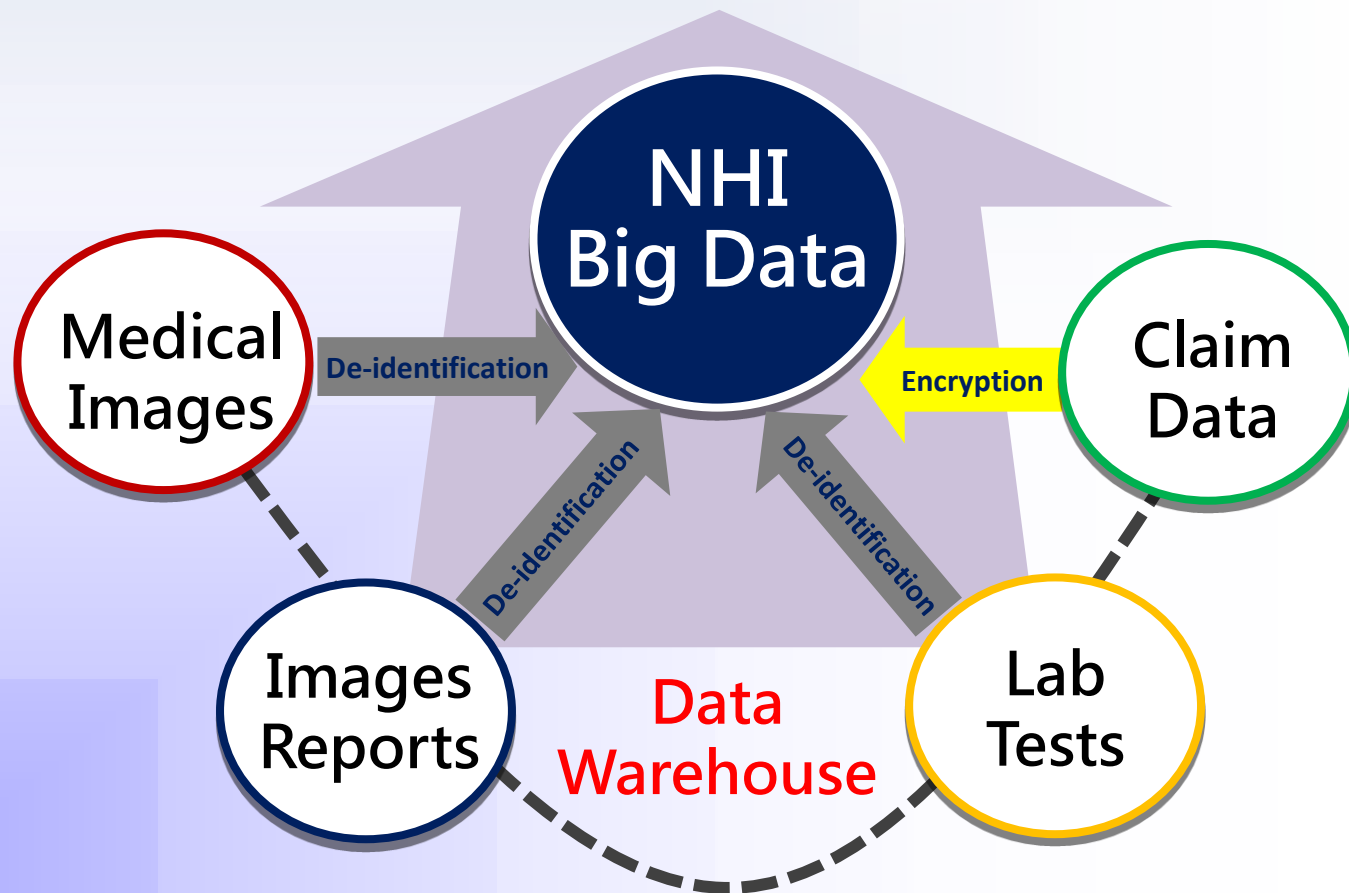 NHI
Big Data
Medical
Images
De-identification
Encryption
Claim
Data
De-identification
De-identification
Images
Reports
Data
Warehouse
Lab
Tests